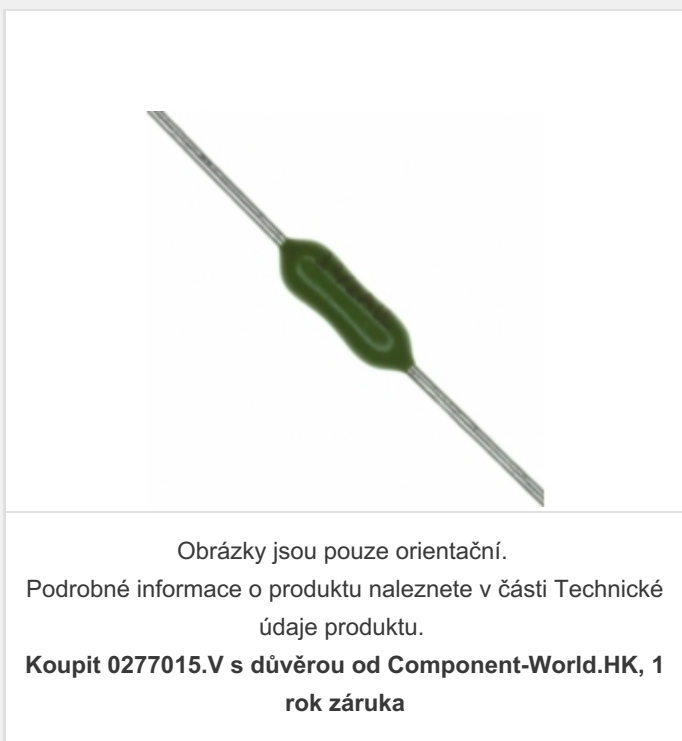 Obrázky jsou pouze orientační.
Podrobné informace o produktu naleznete v části Technické
údaje produktu.
Koupit 0277015.V s důvěrou od Component-World.HK, 1
rok záruka